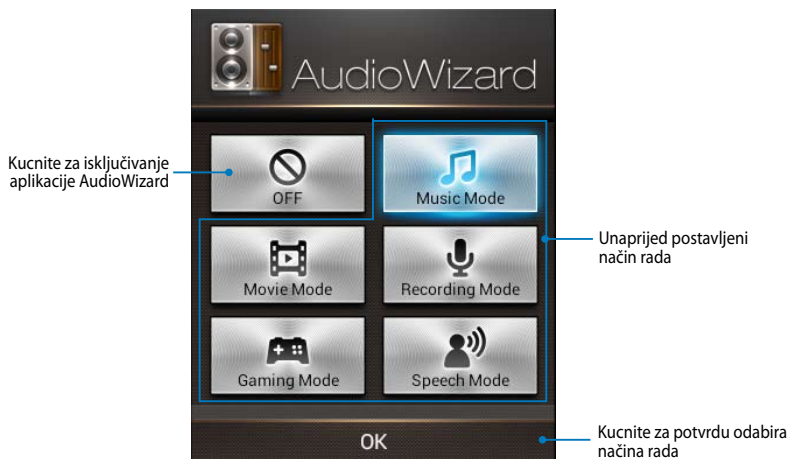 AudioWizard
Kucnite za isključivanje
aplikacije AudioWizard
OFF
Music Mode
Movie Mode
Recording Mode
Unaprijed postavljeni
način rada
Gaming Mode
Speech Mode
OK
Kucnite za potvrdu odabira
načina rada